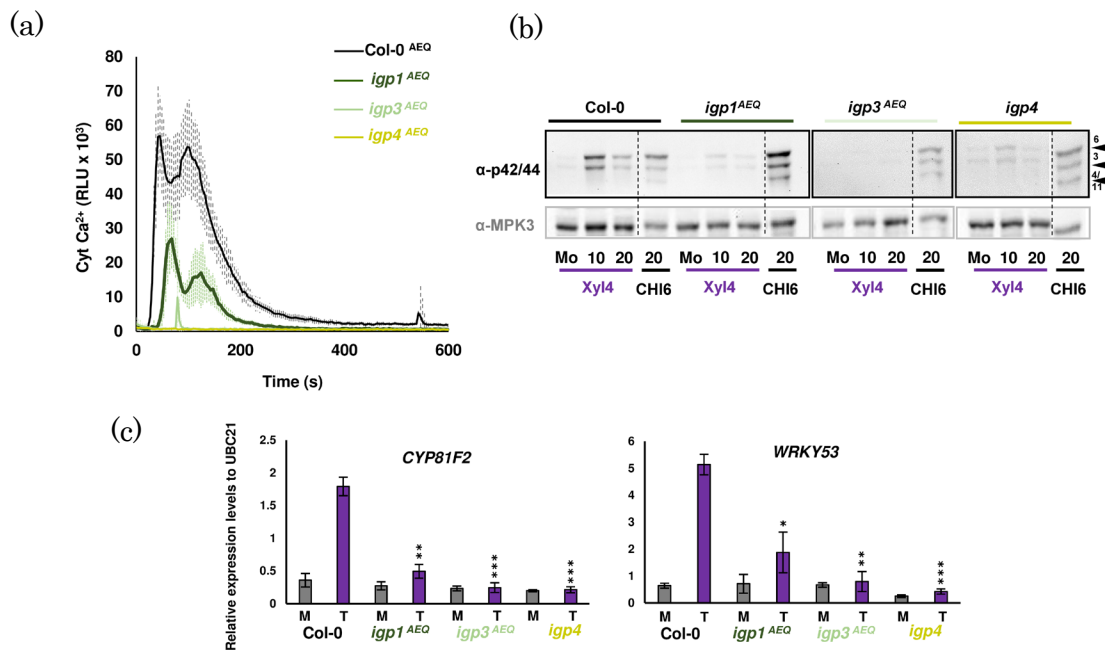 (a)
Col-0 AEQ
igp1 AEQ
igp3 AEQ
igp4 AEQ
Cyt Ca2+ (RLU x 10³)
80
70
60
50
40
30
20
10
0
0 200 400 600
Time (s)
(b)
Col-0 igp1AEQ igp3 AEQ igp4
α-p42/44
6
3
4/
11
α-MPK3
Mo 10 20 20 Mo 10 20 20 Mo 10 20 20 Mo 10 20 20
Xyl4 CHI6 Xyl4 CHI6 Xyl4 CHI6 Xyl4 CHI6
(c)
Relative expression levels to UBC21
CYP81F2
2.5
2
1.5
1
0.5
0
** *** ***
M T M T M T M T
Col-0 igp1 AEQ igp3 AEQ igp4
WRKY53
6
5
4
3
2
1
0
* ** ***
M T M T M T M T
Col-0 igp1 AEQ igp3 AEQ igp4